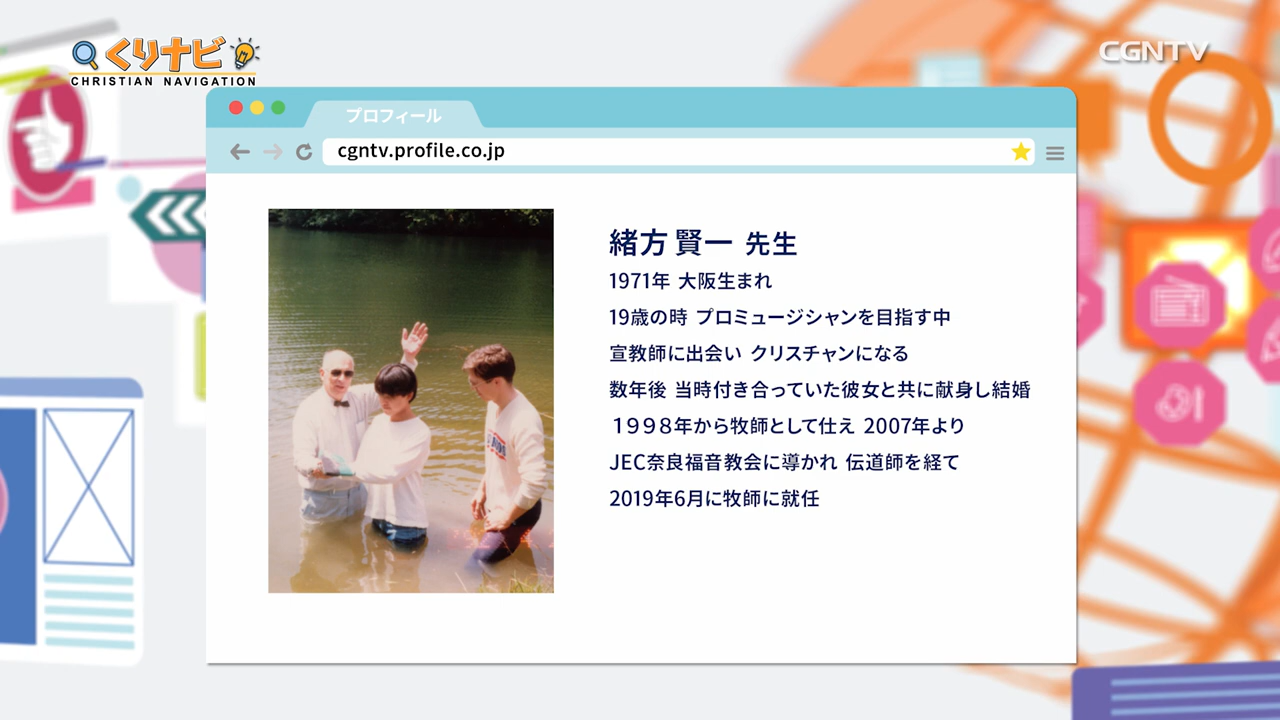 くりナビ
CHRISTIAN NAVIGATION
CGNTV
プロフィール
cgntv.profile.co.jp
緒方 賢一 先生
1971年 大阪生まれ
19歳の時 プロミュージシャンを目指す中
宣教師に出会い クリスチャンになる
数年後 当時付き合っていた彼女と共に献身し結婚
１９９８年から牧師として仕え 2007年より
JEC奈良福音教会に導かれ 伝道師を経て
2019年6月に牧師に就任